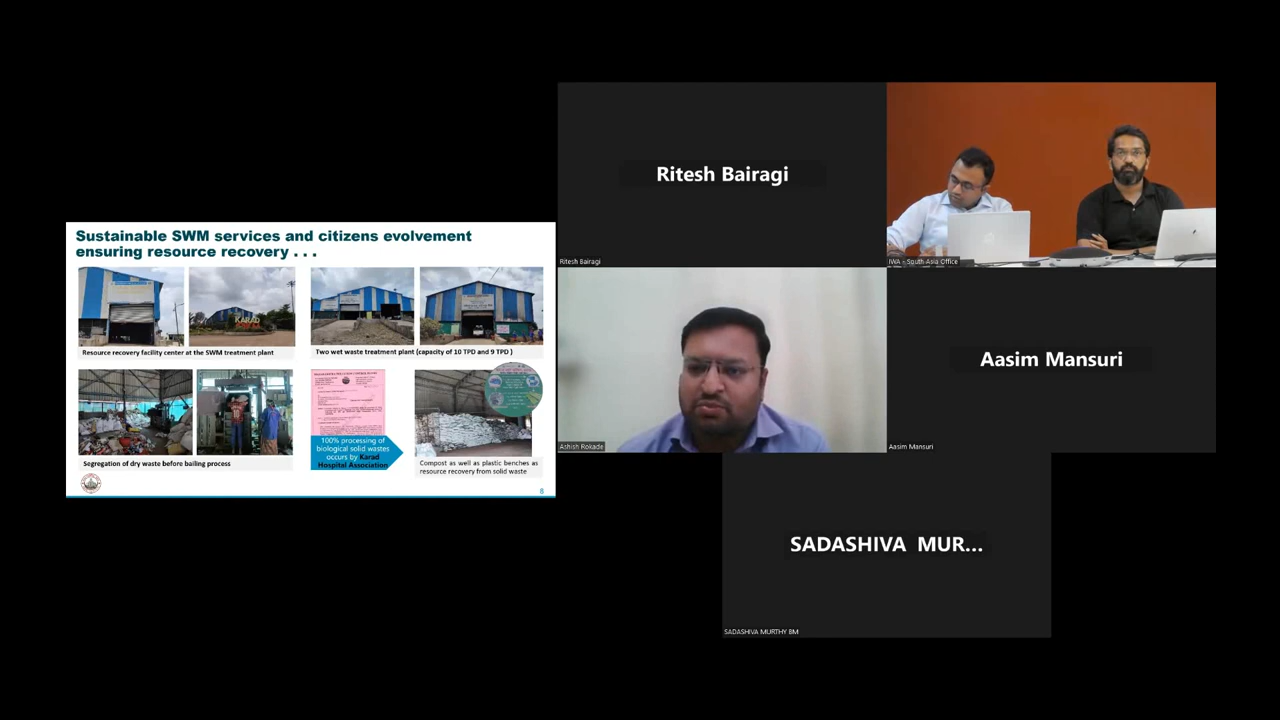 Sustainable SWM services and citizens evolvement
ensuring resource recovery . . .
KARAD
Resource recovery facility center at the SWM treatment plant
Two wet waste treatment plant (capacity of 10 TPD and 9 TPD )
100% processing of
biological solid wastes
occurs by Karad
Hospital Association
Segregation of dry waste before bailing process
Compost as well as plastic benches as
resource recovery from solid waste
8
Ritesh Bairagi
Ritesh Bairagi
IWA - South Asia Office
Ashish Rokade
Aasim Mansuri
Aasim Mansuri
SADASHIVA MUR...
SADASHIVA MURTHY BM